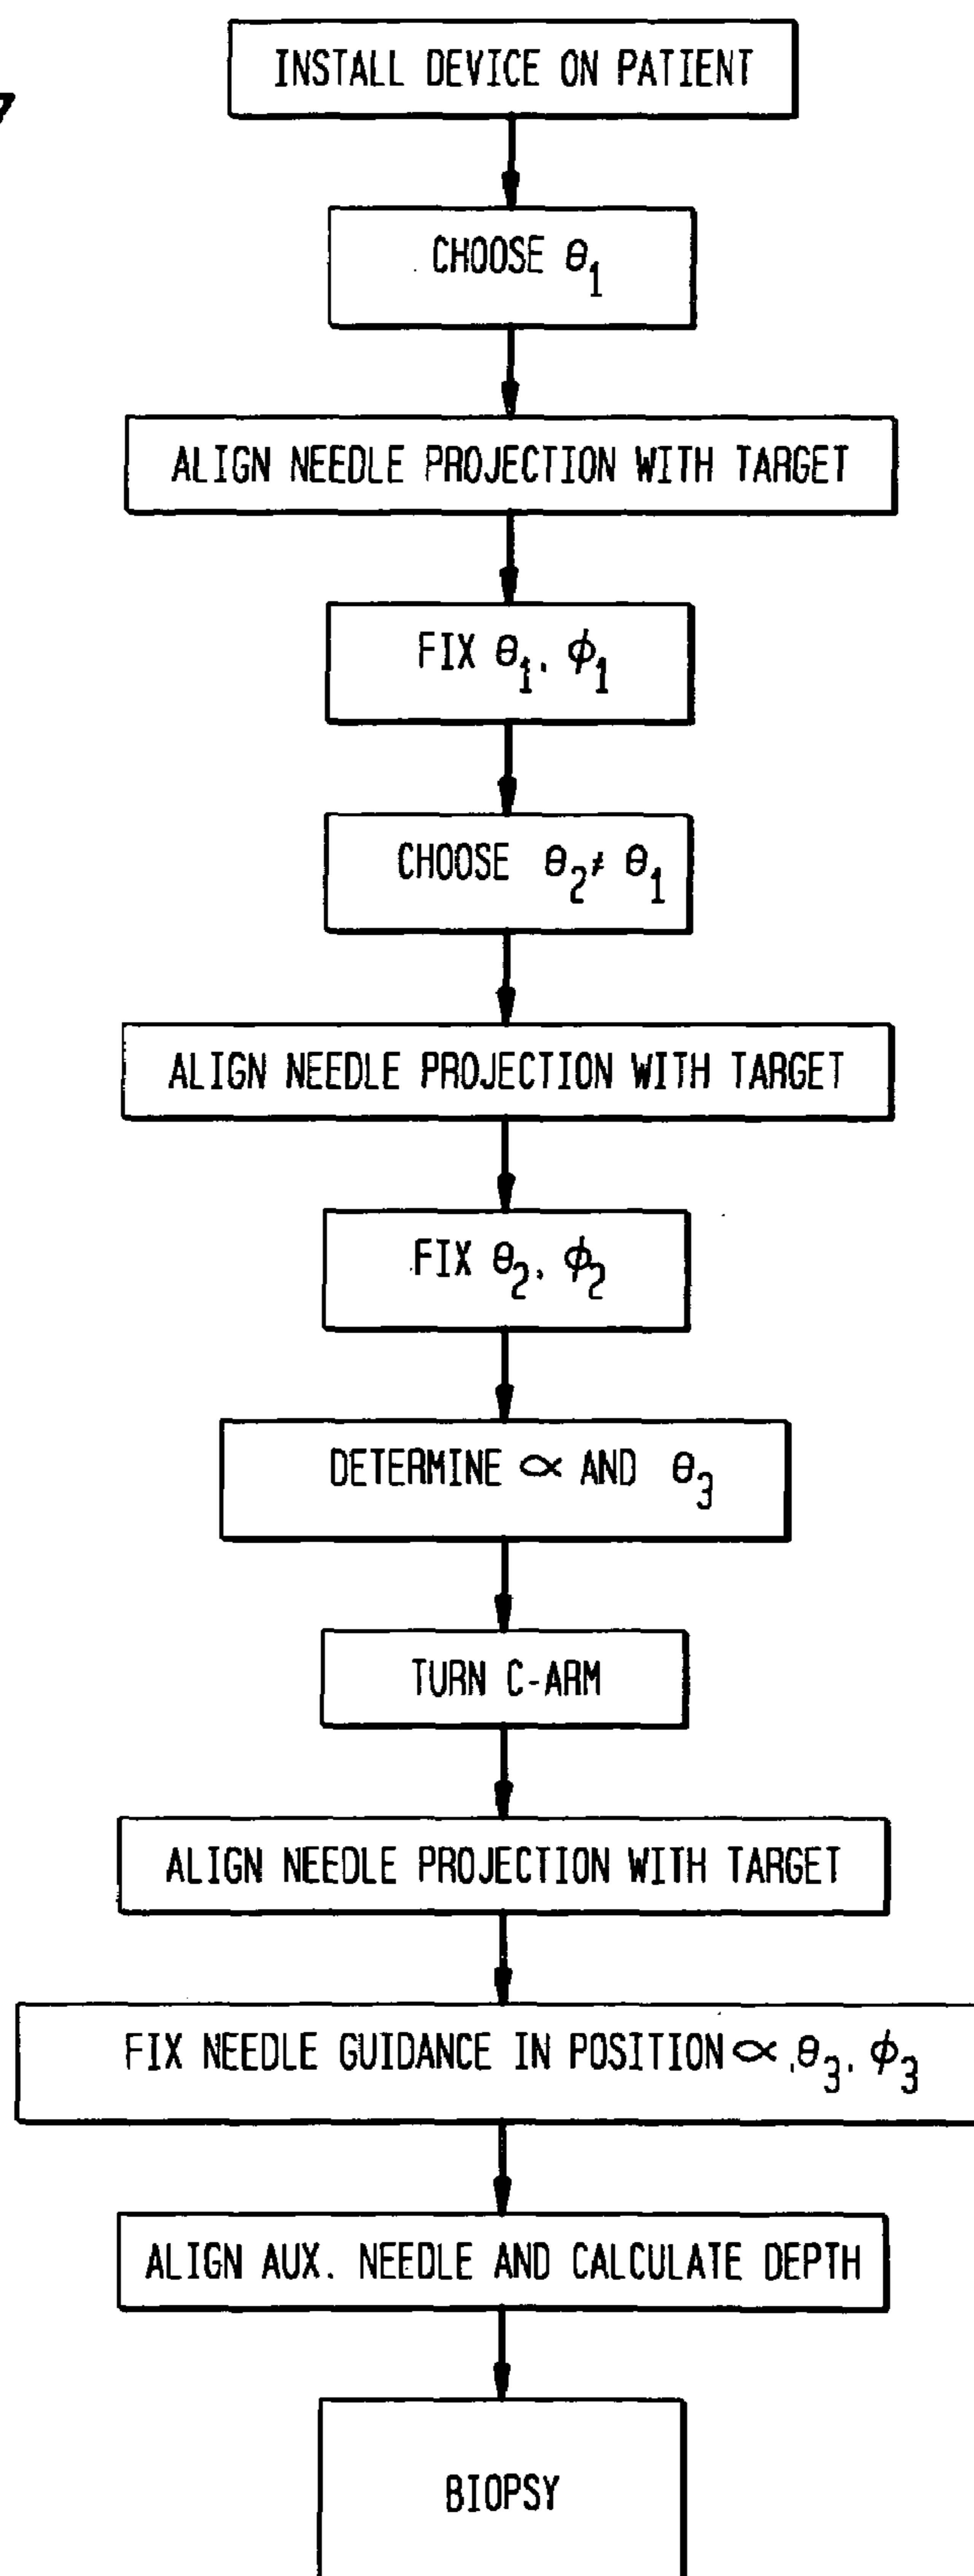 7
INSTALL DEVICE ON PATIENT
CHOOSE θ₁
ALIGN NEEDLE PROJECTION WITH TARGET
FIX θ₁, ϕ₁
CHOOSE θ₂≠ θ₁
ALIGN NEEDLE PROJECTION WITH TARGET
FIX θ₂, ϕ₂
DETERMINE ∝ AND θ₃
TURN C-ARM
ALIGN NEEDLE PROJECTION WITH TARGET
FIX NEEDLE GUIDANCE IN POSITION ∝,θ₃, ϕ₃
ALIGN AUX. NEEDLE AND CALCULATE DEPTH
BIOPSY